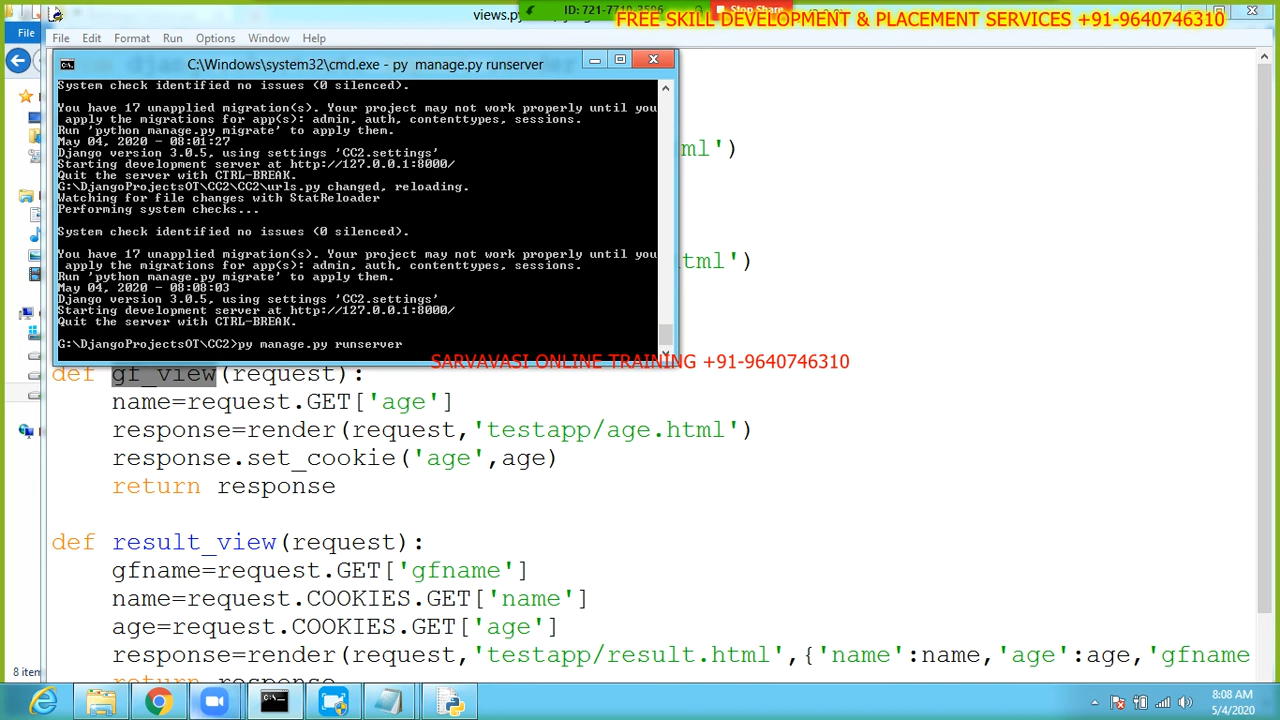 views.py
ID: 721-7710-3596
Stop Share
FREE SKILL DEVELOPMENT & PLACEMENT SERVICES +91-9640746310
File
File Edit Format Run Options Window Help
C:\Windows\system32\cmd.exe - py manage.py runserver
System check identified no issues (0 silenced).
You have 17 unapplied migration(s). Your project may not work properly until you
apply the migrations for app(s): admin, auth, contenttypes, sessions.
Run 'python manage.py migrate' to apply them.
May 04, 2020 - 08:01:27
Django version 3.0.5, using settings 'CC2.settings'
Starting development server at http://127.0.0.1:8000/
Quit the server with CTRL-BREAK.
G:\DjangoProjectsOT\CC2\CC2\urls.py changed, reloading.
Watching for file changes with StatReloader
Performing system checks...
System check identified no issues (0 silenced).
You have 17 unapplied migration(s). Your project may not work properly until you
apply the migrations for app(s): admin, auth, contenttypes, sessions.
Run 'python manage.py migrate' to apply them.
May 04, 2020 - 08:08:03
Django version 3.0.5, using settings 'CC2.settings'
Starting development server at http://127.0.0.1:8000/
Quit the server with CTRL-BREAK.
G:\DjangoProjectsOT\CC2>py manage.py runserver
ml')
tml')
SARVAVASI ONLINE TRAINING +91-9640746310
def gf_view(request):
name=request.GET['age']
response=render(request,'testapp/age.html')
response.set_cookie('age',age)
return response
def result_view(request):
gfname=request.GET['gfname']
name=request.COOKIES.GET['name']
age=request.COOKIES.GET['age']
response=render(request,'testapp/result.html',{'name':name,'age':age,'gfname
return response
8 item
8:08 AM
5/4/2020